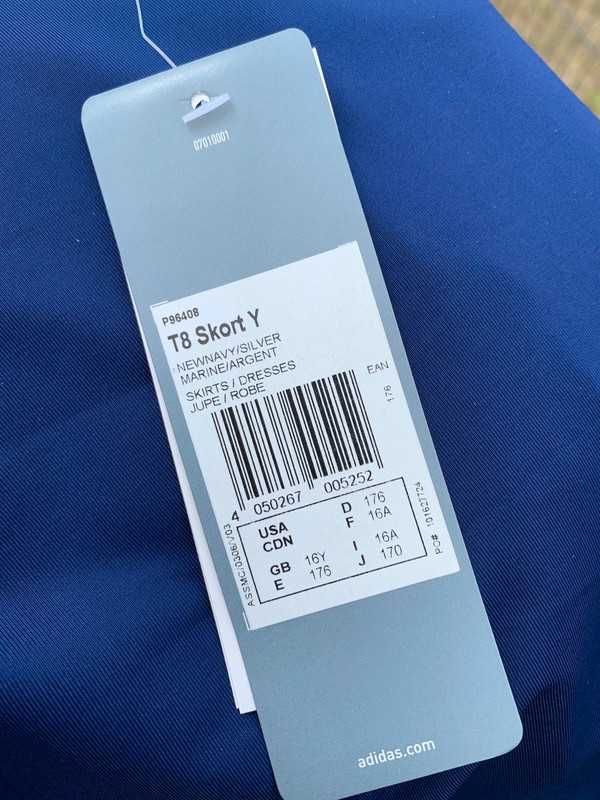 07010001
P96408
T8 Skort Y
NEWNAVY/SILVER
MARINE/ARGENT
SKIRTS / DRESSES
JUPE / ROBE
EAN
176
4 050267 005252
USA
CDN
GB 16Y
E 176
D 176
F 16A
I 16A
J 170
ASSMC/0306/V03
PO# 101627724
adidas.com